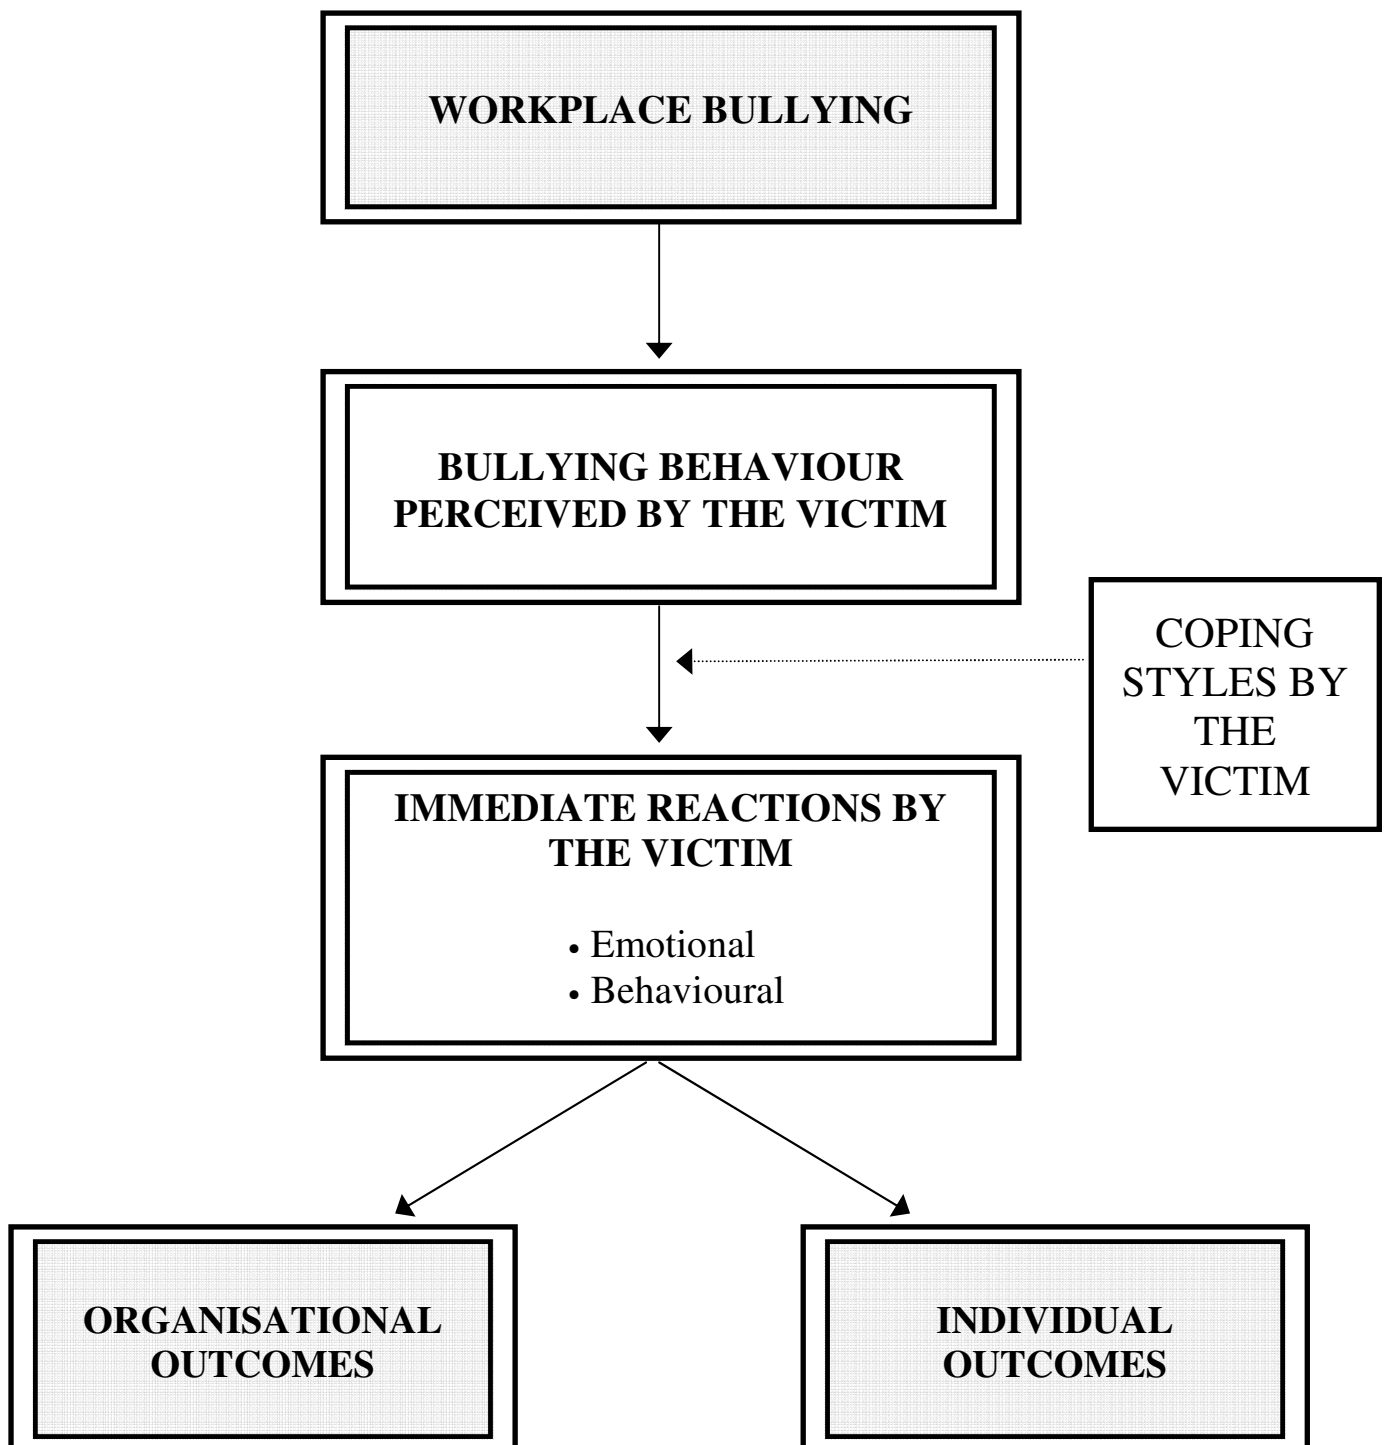 WORKPLACE BULLYING
BULLYING BEHAVIOUR
PERCEIVED BY THE VICTIM
COPING
STYLES BY
THE
VICTIM
IMMEDIATE REACTIONS BY
THE VICTIM
• Emotional
• Behavioural
ORGANISATIONAL
OUTCOMES
INDIVIDUAL
OUTCOMES